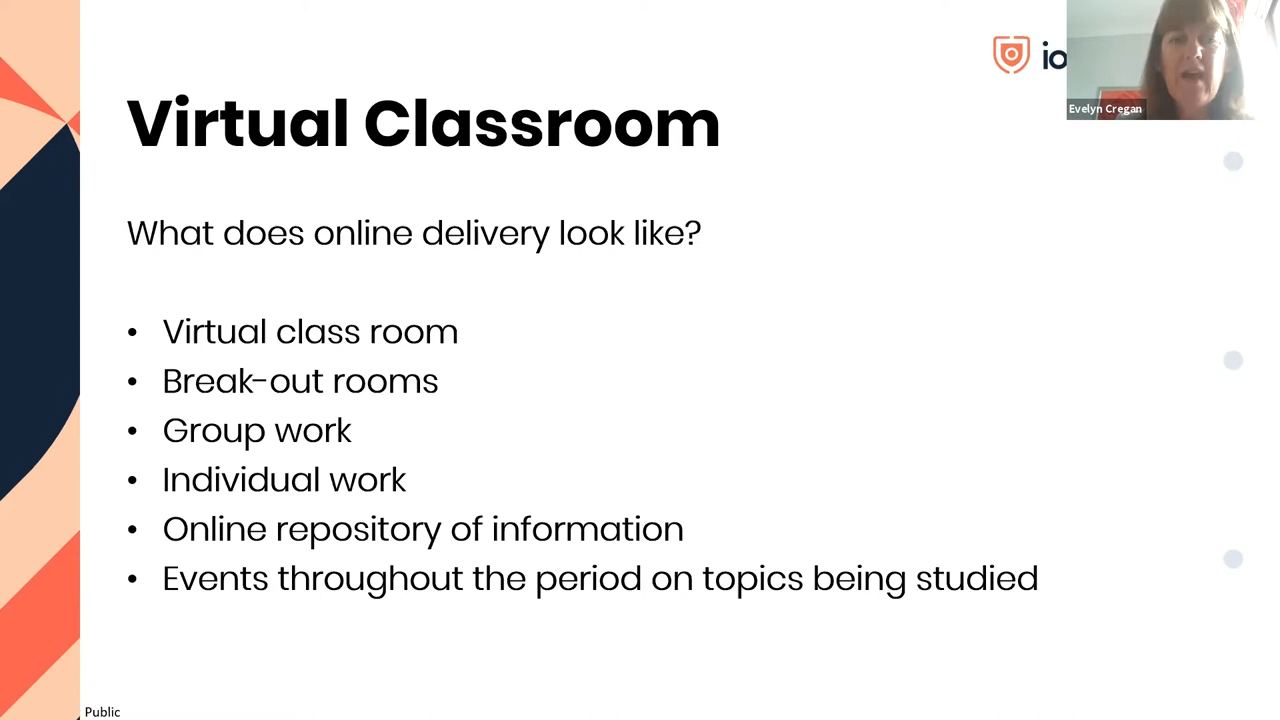 Virtual Classroom
What does online delivery look like?
• Virtual class room
• Break-out rooms
• Group work
• Individual work
• Online repository of information
• Events throughout the period on topics being studied
Evelyn Cregan
Public